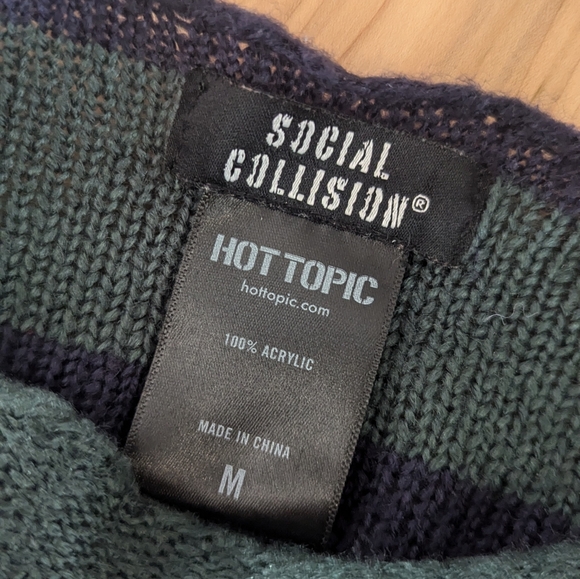 SOCIAL
COLLISION®
HOT TOPIC
hottopic.com
100% ACRYLIC
MADE IN CHINA
M